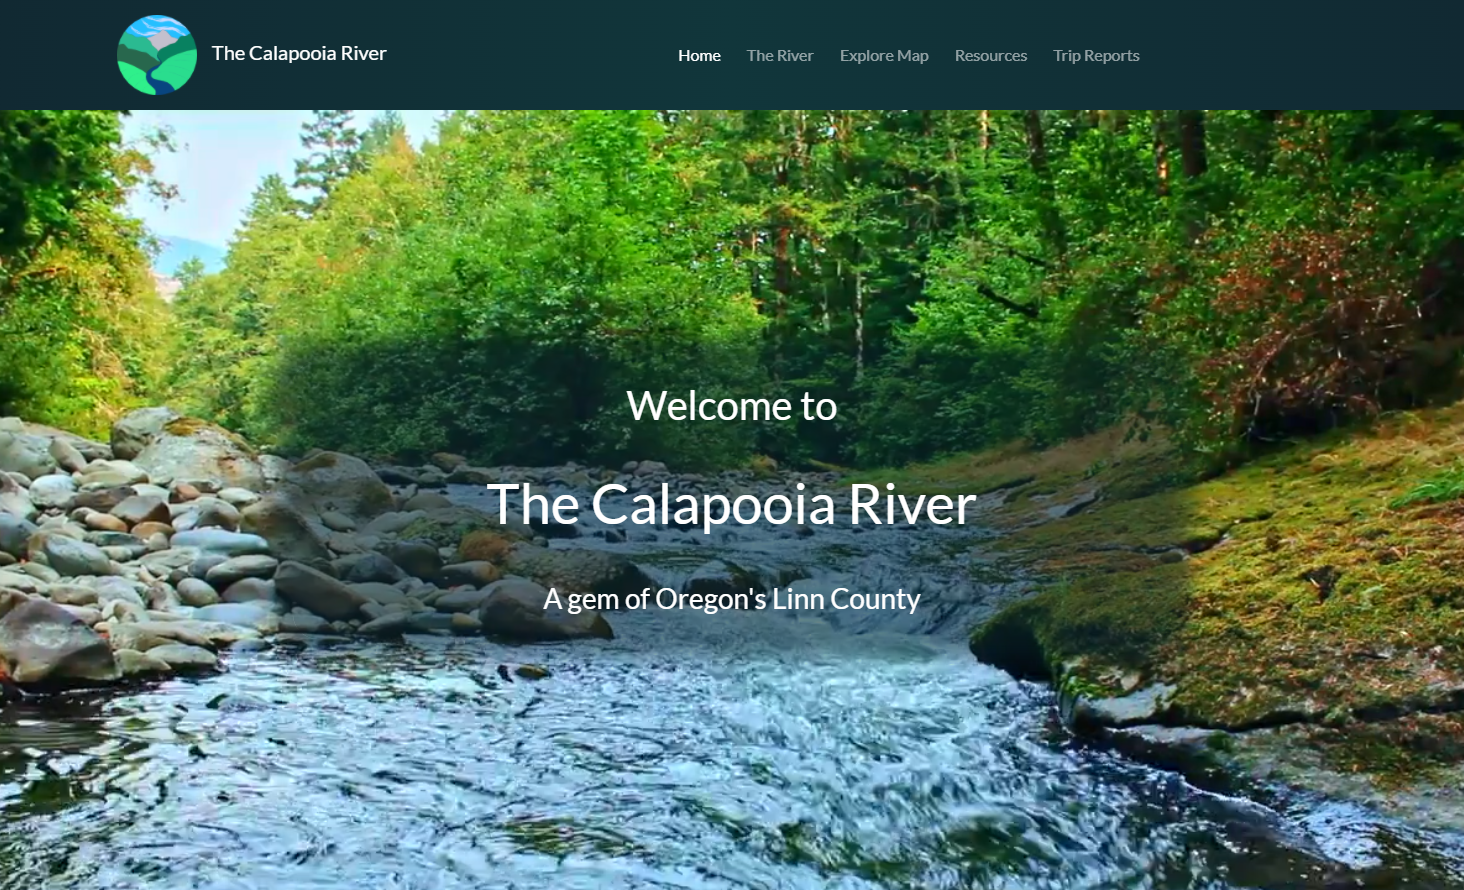 The Calapooia River
Home The River Explore Map Resources Trip Reports
Welcome to
The Calapooia River
A gem of Oregon's Linn County